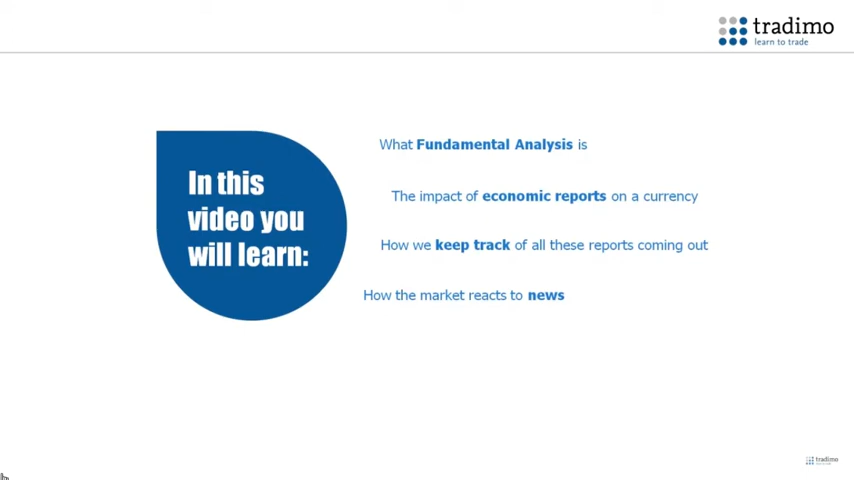 tradimo
learn to trade
In this
video you
will learn:
What Fundamental Analysis is
The impact of economic reports on a currency
How we keep track of all these reports coming out
How the market reacts to news
tradimo